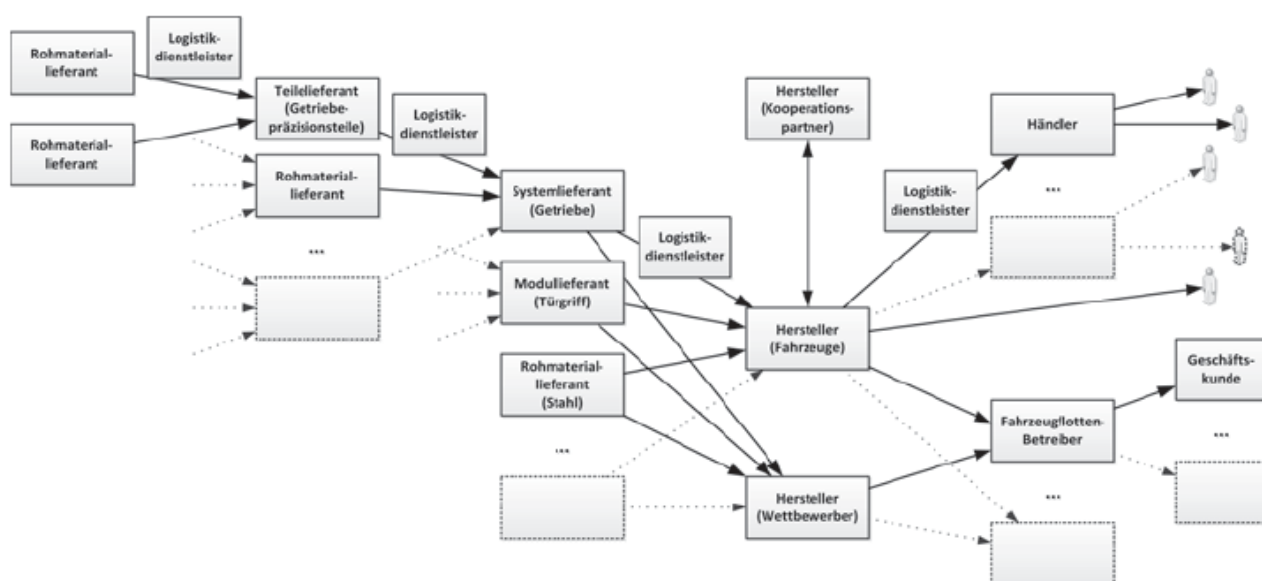 Rohmaterial-
lieferant
Logistik-
dienstleister
Rohmaterial-
lieferant
Teilelieferant
(Getriebe-
präzisionsteile)
Logistik-
dienstleister
Rohmaterial-
lieferant
...
Systemlieferant
(Getriebe)
Logistik-
dienstleister
Modullieferant
(Türgriff)
Rohmaterial-
lieferant
(Stahl)
...
Hersteller
(Kooperations-
partner)
Hersteller
(Fahrzeuge)
Hersteller
(Wettbewerber)
Logistik-
dienstleister
Händler
...
Fahrzeugflotten-
Betreiber
...
Geschäfts-
kunde
...